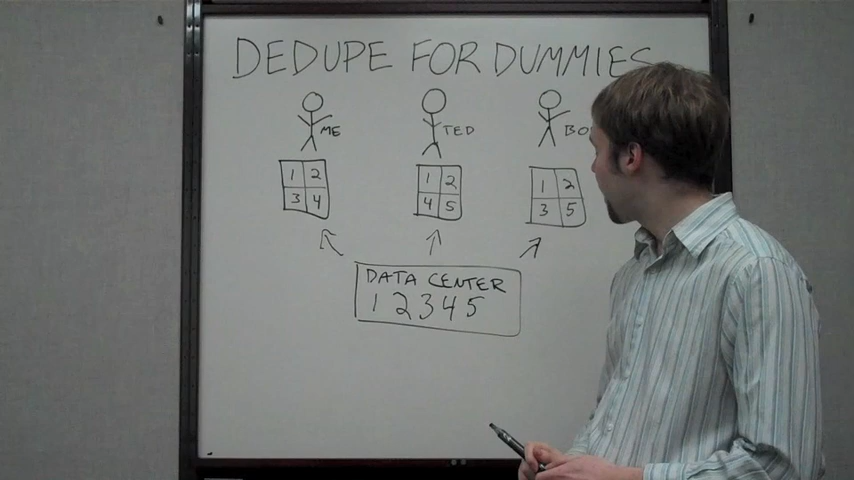 DEDUPE FOR DUMMIES
ME TED
1 2 1 2 1 2
3 4 4 5 3 5
DATA CENTER
1 2 3 4 5